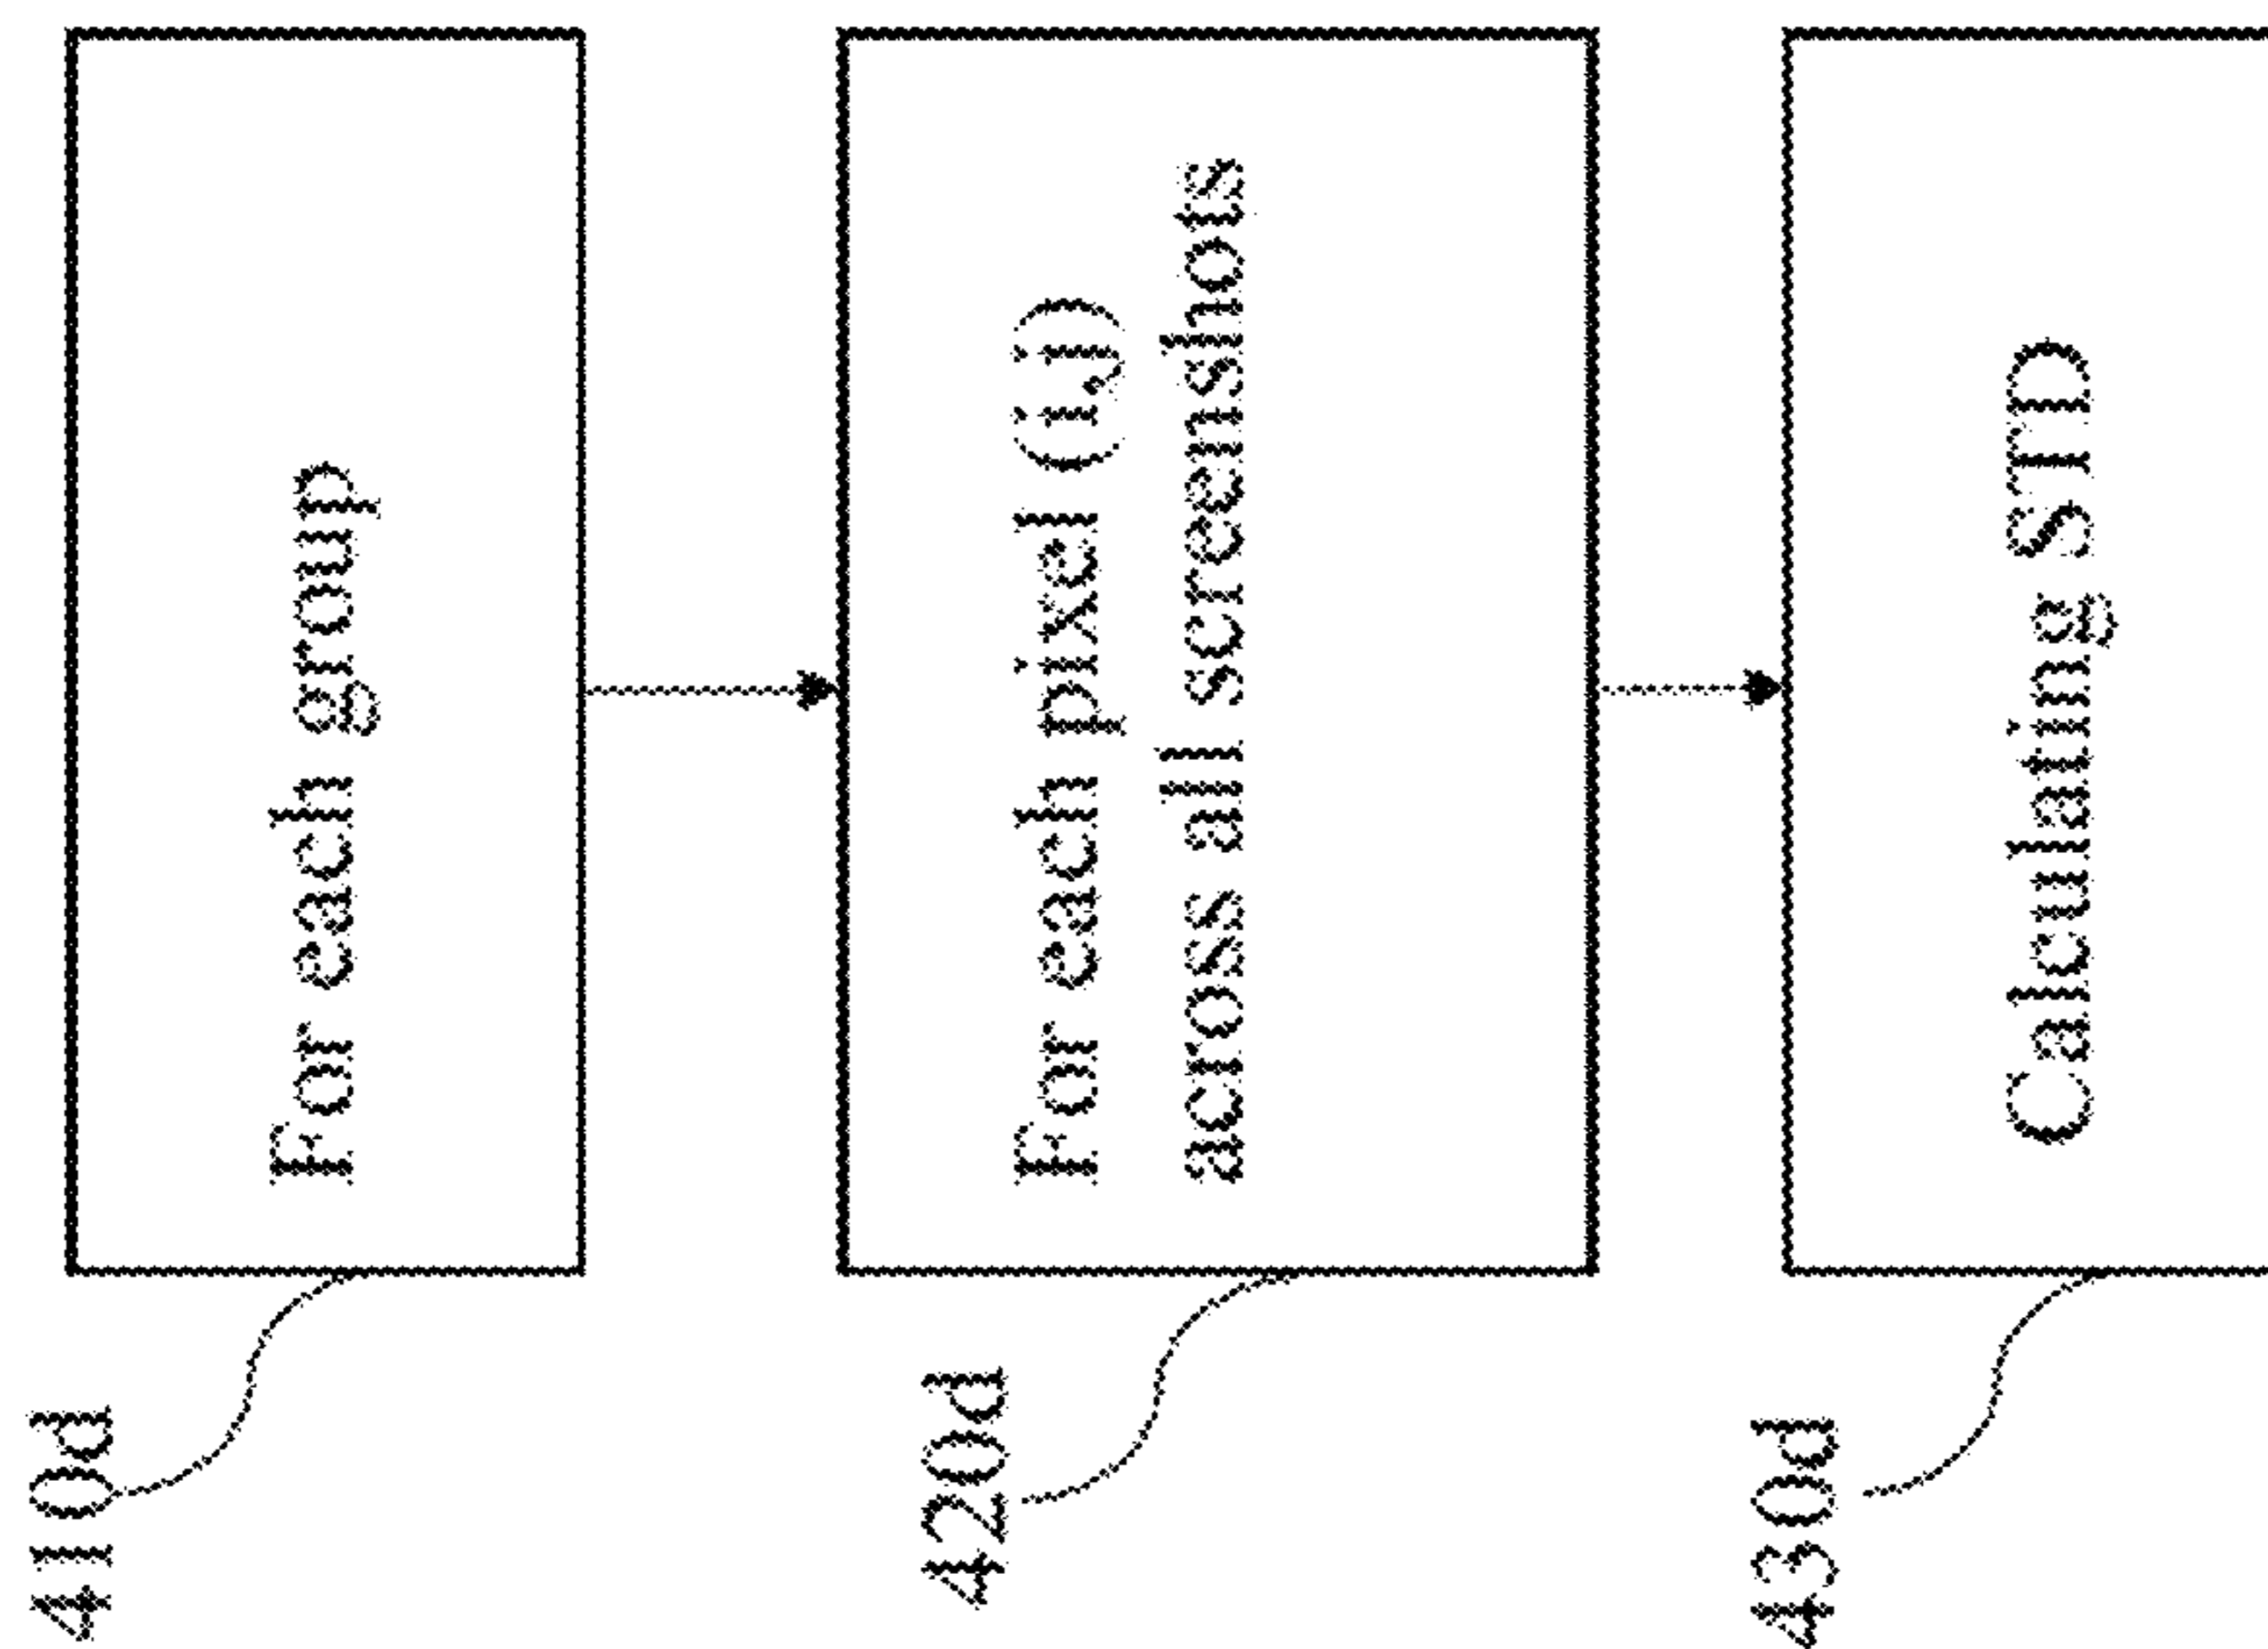 410d
For each group
420d
For each pixel (i,j)
across all screenshots
430d
Calculating STD